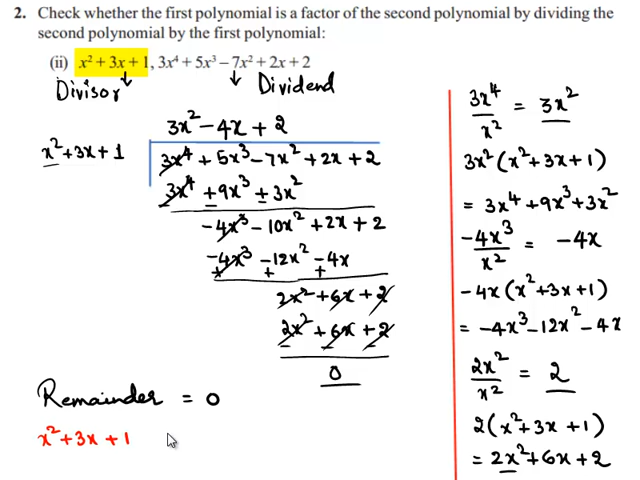 2. Check whether the first polynomial is a factor of the second polynomial by dividing the
second polynomial by the first polynomial:
(ii) x² + 3x + 1, 3x⁴ + 5x³ – 7x² + 2x + 2
Divisor Dividend
3x² - 4x + 2
x² + 3x + 1 3x⁴ + 5x³ - 7x² + 2x + 2
3x⁴ + 9x³ + 3x²
- - -
-4x³ - 10x² + 2x + 2
-4x³ - 12x² - 4x
+ + +
2x² + 6x + 2
2x² + 6x + 2
- - -
0
Remainder = 0
x² + 3x + 1
3x⁴/x² = 3x²
3x² (x² + 3x + 1)
= 3x⁴ + 9x³ + 3x²
-4x³/x² = -4x
-4x (x² + 3x + 1)
= -4x³ - 12x² - 4x
2x²/x² = 2
2 (x² + 3x + 1)
= 2x² + 6x + 2